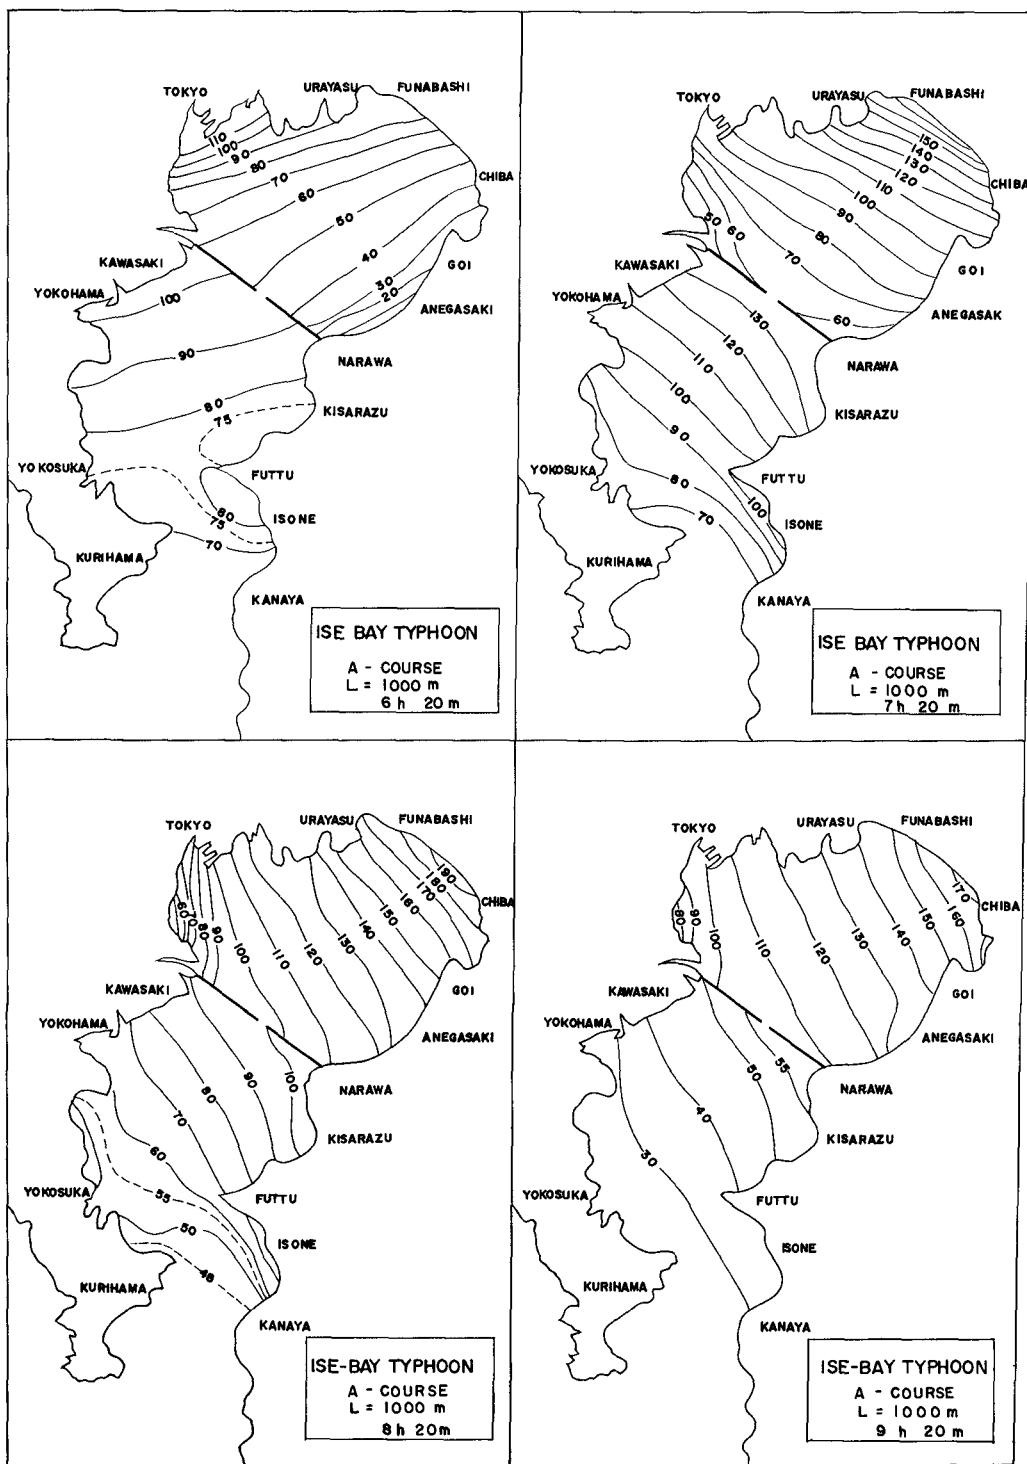 TOKYO
URAYASU
FUNABASHI
110
100
90
80
70
60
50
40
30
20
CHIBA
GOI
ANEGASAKI
KAWASAKI
YOKOHAMA
100
90
80
75
NARAWA
KISARAZU
YOKOSUKA
FUTTU
80
75
70
ISONE
KURIHAMA
KANAYA
ISE BAY TYPHOON
A - COURSE
L = 1000 m
6 h 20 m
TOKYO
URAYASU
FUNABASHI
150
140
130
120
110
100
90
80
70
60
50
60
CHIBA
GOI
ANEGASAK
KAWASAKI
YOKOHAMA
130
120
110
100
90
80
70
100
NARAWA
KISARAZU
YOKOSUKA
FUTTU
ISONE
KURIHAMA
KANAYA
ISE BAY TYPHOON
A - COURSE
L = 1000 m
7 h 20 m
TOKYO
URAYASU
FUNABASHI
60
70
80
90
100
110
120
130
140
150
160
170
180
190
CHIBA
GOI
ANEGASAKI
KAWASAKI
YOKOHAMA
100
90
80
70
60
55
50
48
NARAWA
KISARAZU
YOKOSUKA
FUTTU
ISONE
KURIHAMA
KANAYA
ISE-BAY TYPHOON
A - COURSE
L = 1000 m
8 h 20 m
TOKYO
URAYASU
FUNABASHI
80
90
100
110
120
130
140
150
160
170
CHIBA
GOI
ANEGASAKI
KAWASAKI
YOKOHAMA
55
50
40
30
NARAWA
KISARAZU
YOKOSUKA
FUTTU
ISONE
KURIHAMA
KANAYA
ISE-BAY TYPHOON
A - COURSE
L = 1000 m
9 h 20 m